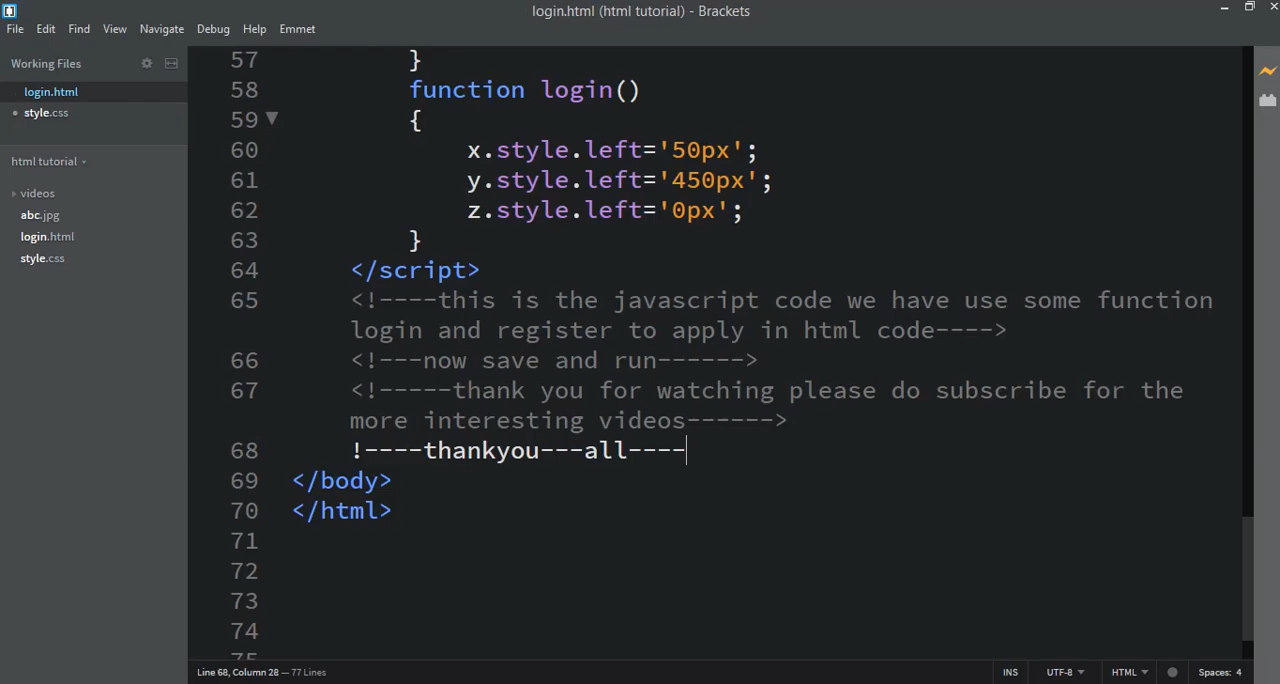 login.html (html tutorial) - Brackets
File Edit Find View Navigate Debug Help Emmet
Working Files
login.html
style.css
html tutorial
videos
abc.jpg
login.html
style.css
57 }
58 function login()
59 {
60 x.style.left='50px';
61 y.style.left='450px';
62 z.style.left='0px';
63 }
64 </script>
65 <!----this is the javascript code we have use some function
login and register to apply in html code---->
66 <!---now save and run------>
67 <!-----thank you for watching please do subscribe for the
more interesting videos------>
68 !----thankyou---all----
69 </body>
70 </html>
71
72
73
74
75
Line 68, Column 28 — 77 Lines
INS UTF-8 HTML Spaces: 4